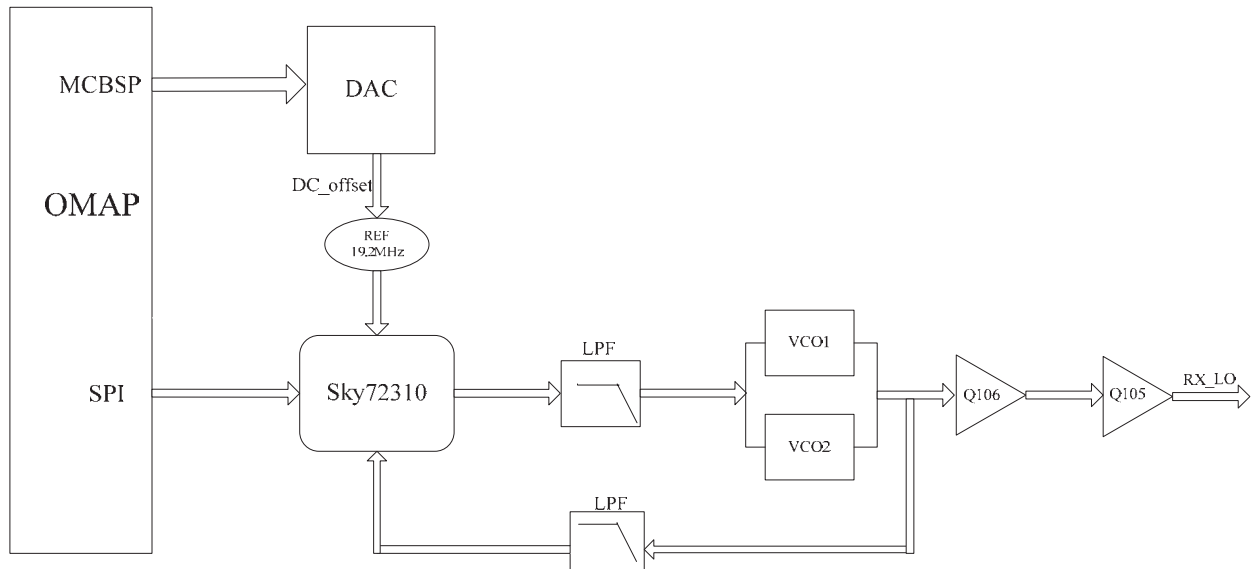 MCBSP
DAC
DC_offset
OMAP
REF
19.2MHz
SPI
Sky72310
LPF
VCO1
VCO2
Q106
Q105
RX_LO
LPF